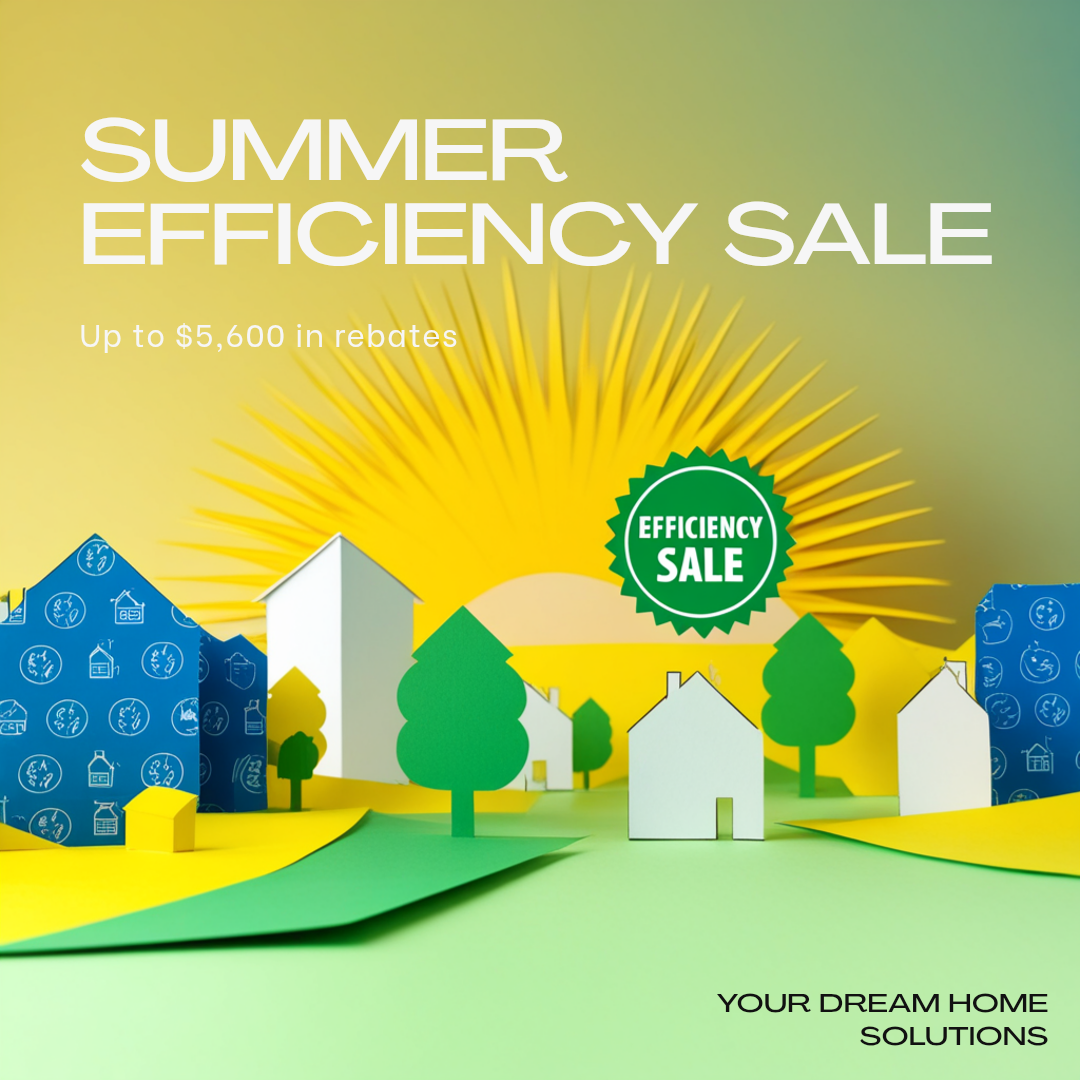 SUMMER
EFFICIENCY SALE
Up to $5,600 in rebates
EFFICIENCY
SALE
YOUR DREAM HOME
SOLUTIONS